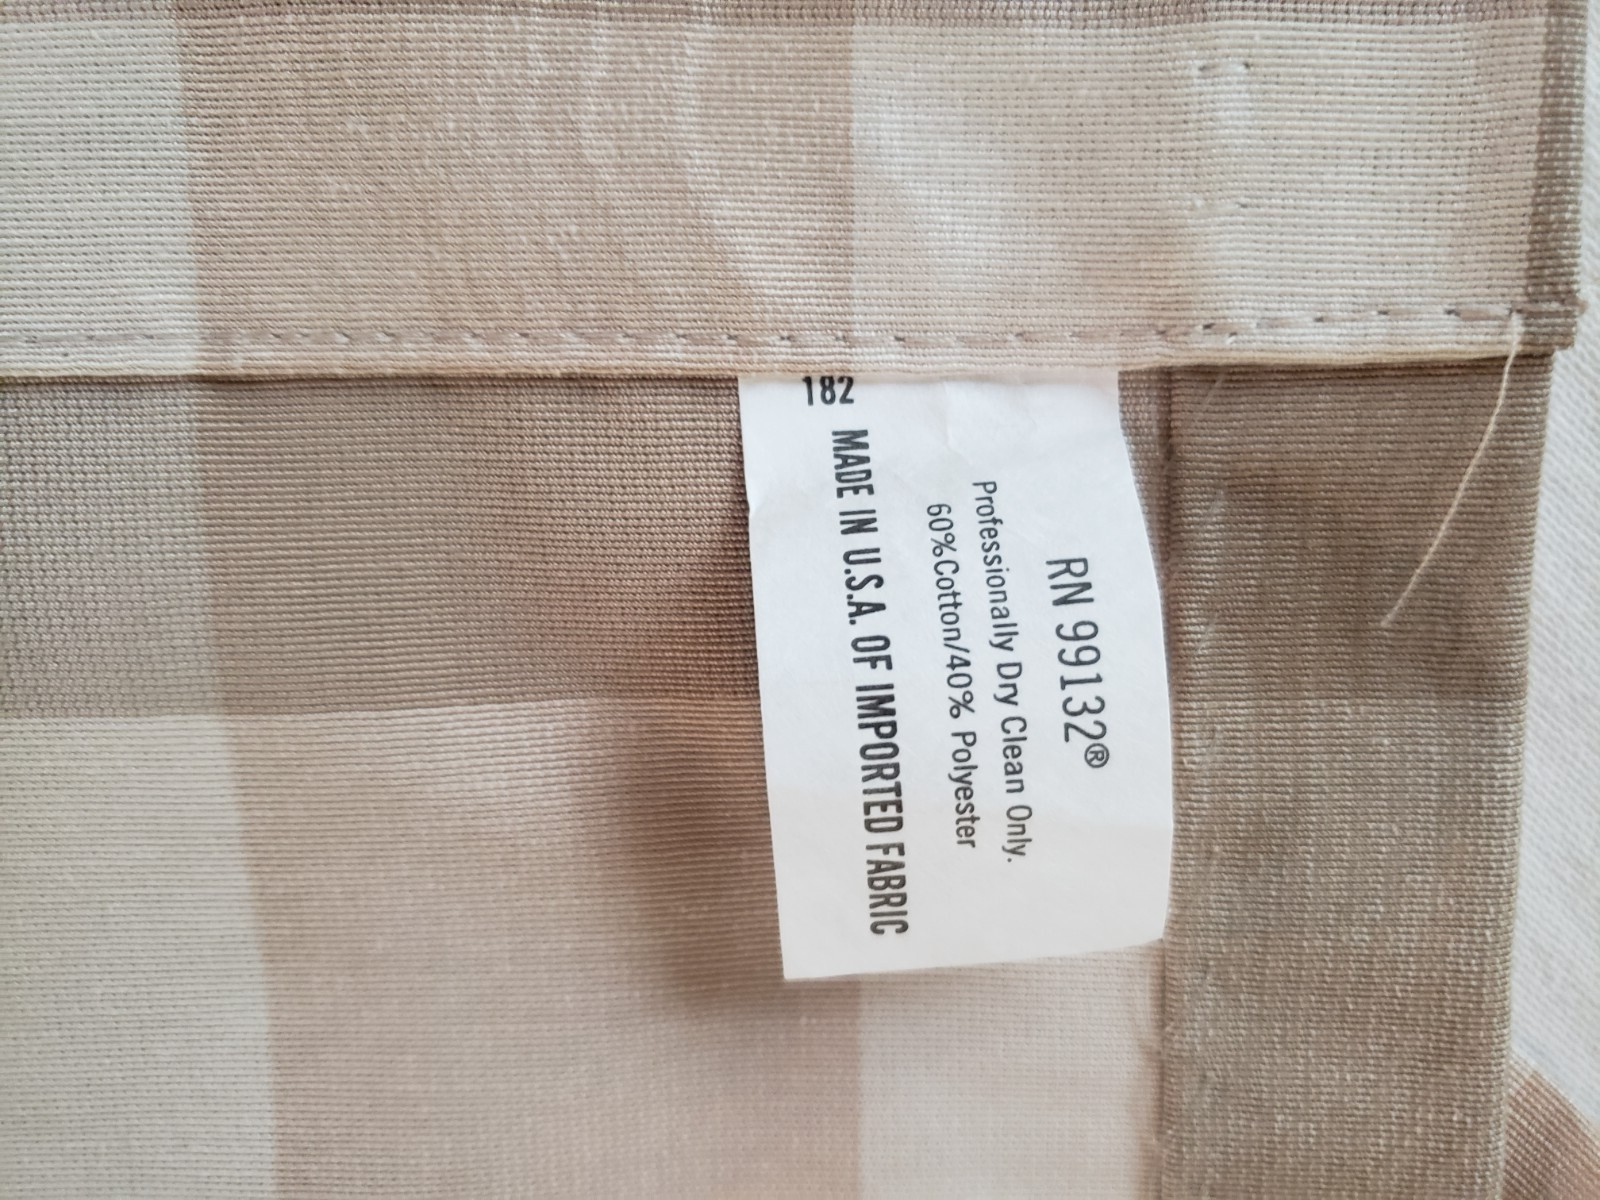 RN 99132®
Professionally Dry Clean Only.
60%Cotton/40% Polyester
MADE IN U.S.A. OF IMPORTED FABRIC
182